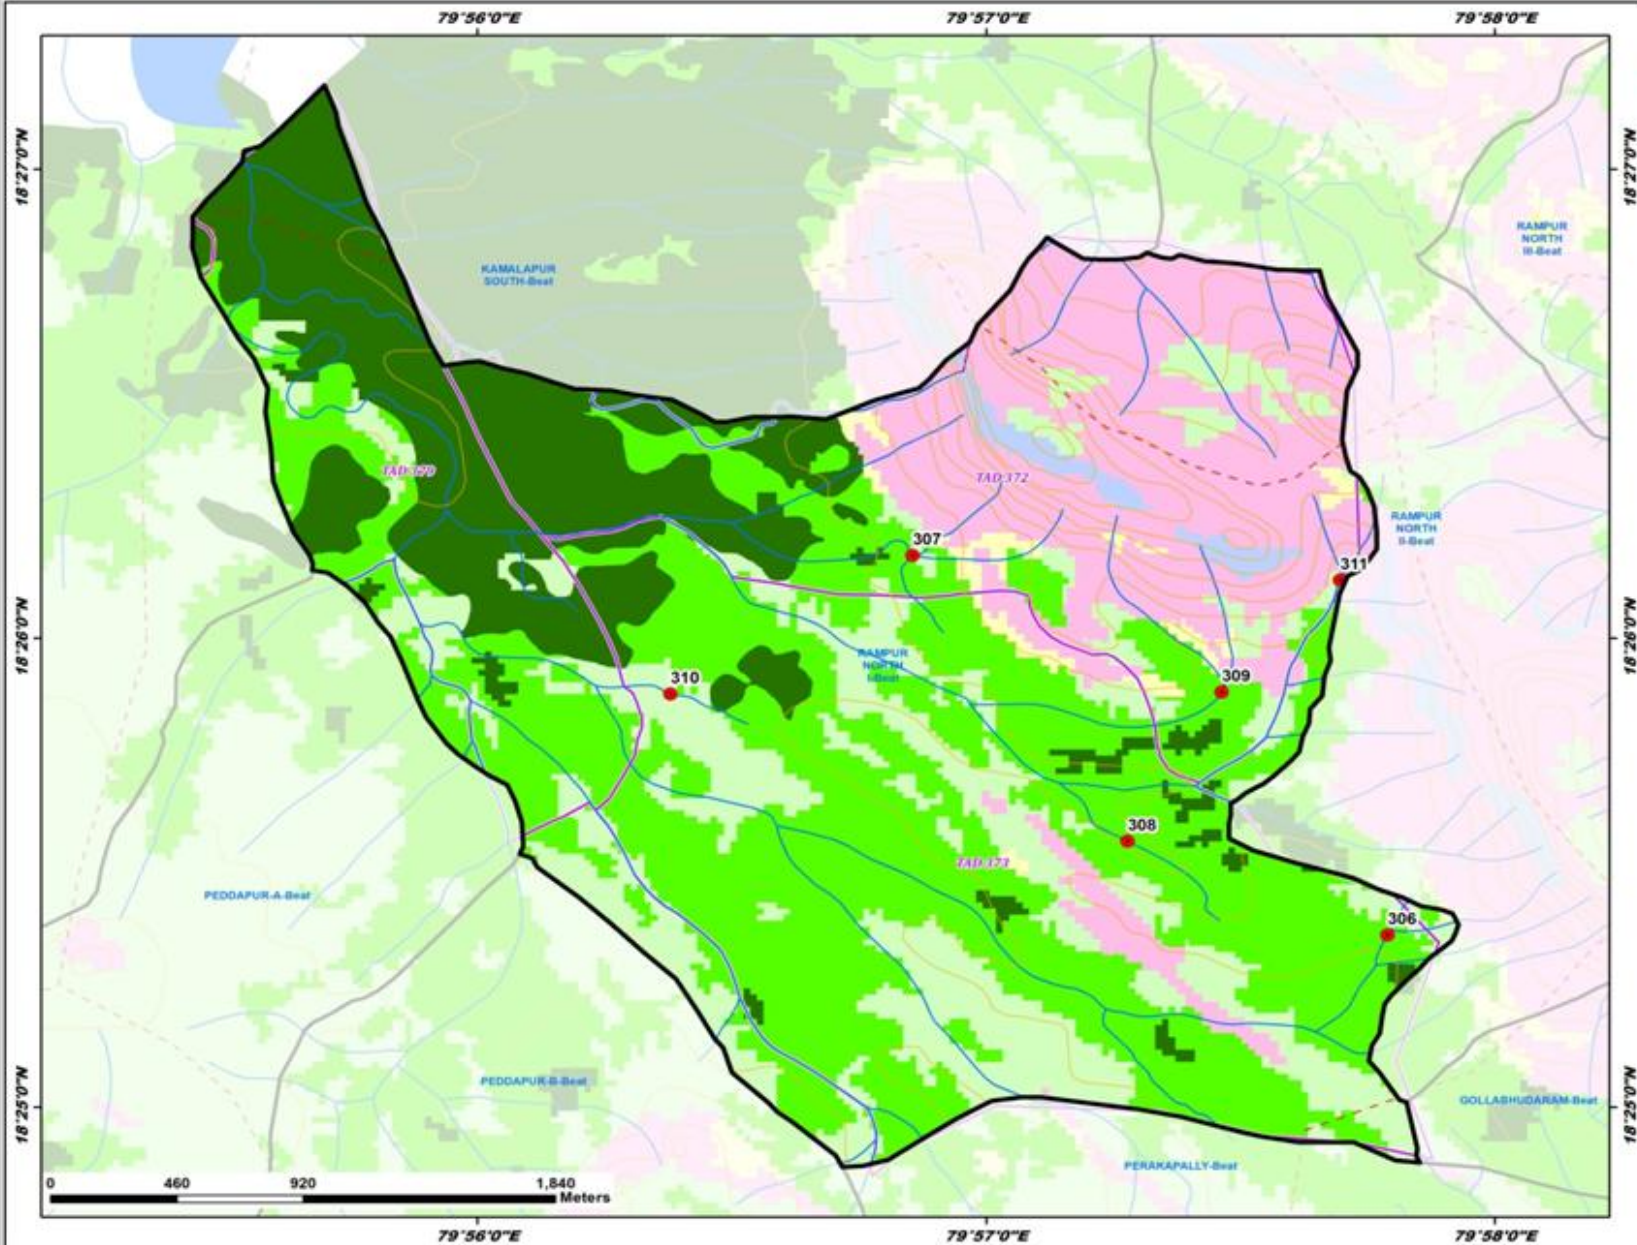 79°56'0"E 79°57'0"E 79°58'0"E
18°27'0"N 18°27'0"N
RAMPUR
NORTH
III-Beat
KAMALAPUR
SOUTH-Beat
TAD 379
TAD 372
RAMPUR
NORTH
II-Beat
307
311
18°26'0"N 18°26'0"N
RAMPUR
NORTH
I-Beat
310
309
308
TAD 373
PEDDAPUR-A-Beat
306
PEDDAPUR-B-Beat
18°25'0"N 18°25'0"N
GOLLABHUDARAM-Beat
PERAKAPALLY-Beat
0 460 920 1,840
Meters
79°56'0"E 79°57'0"E 79°58'0"E